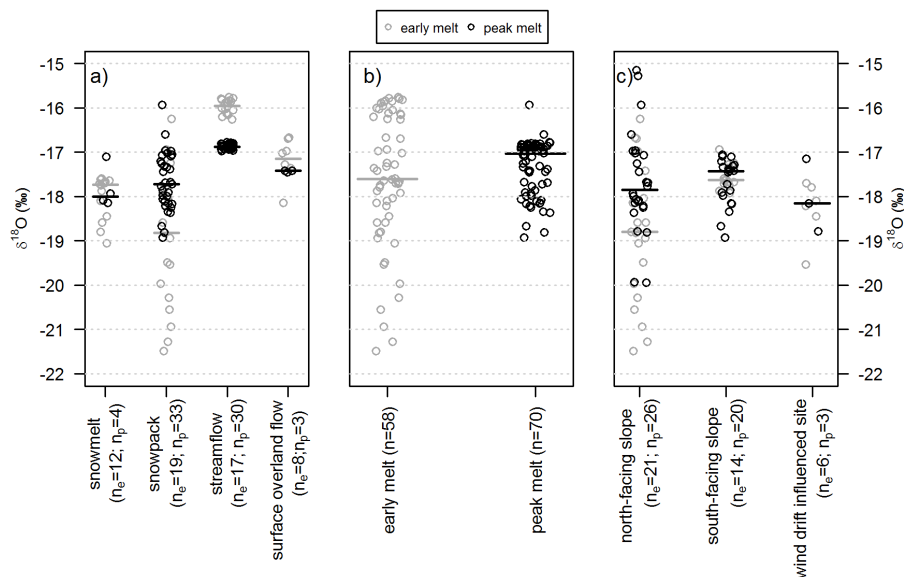 early melt
peak melt
a)
b)
c)
-15
-16
-17
-18
-19
-20
-21
-22
δ18O (‰)
-15
-16
-17
-18
-19
-20
-21
-22
δ18O (‰)
snowmelt
(ne=12; np=4)
snowpack
(ne=19; np=33)
streamflow
(ne=17; np=30)
surface overland flow
(ne=8;np=3)
early melt (n=58)
peak melt (n=70)
north-facing slope
(ne=21; np=26)
south-facing slope
(ne=14; np=20)
wind drift influenced site
(ne=6; np=3)